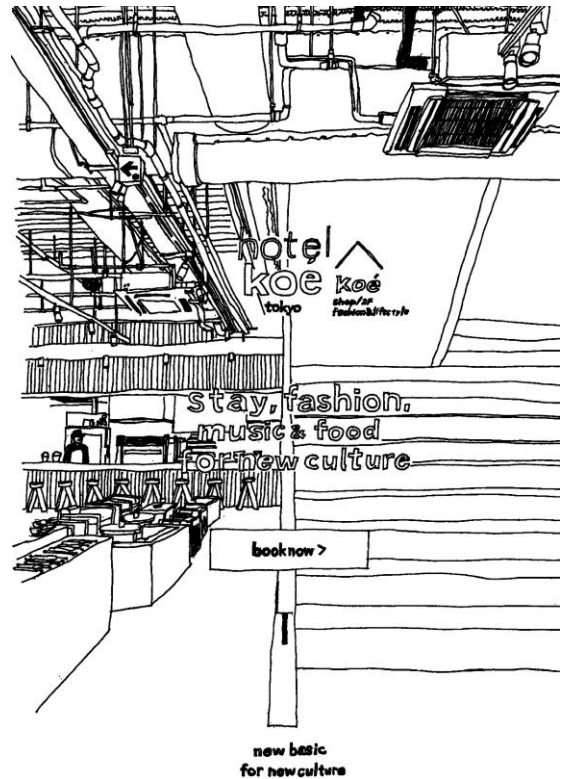 hotel
koé
tokyo
koé
shop/2F
fashion&lifestyle
stay, fashion,
music & food
for new culture
book now >
new basic
for new culture